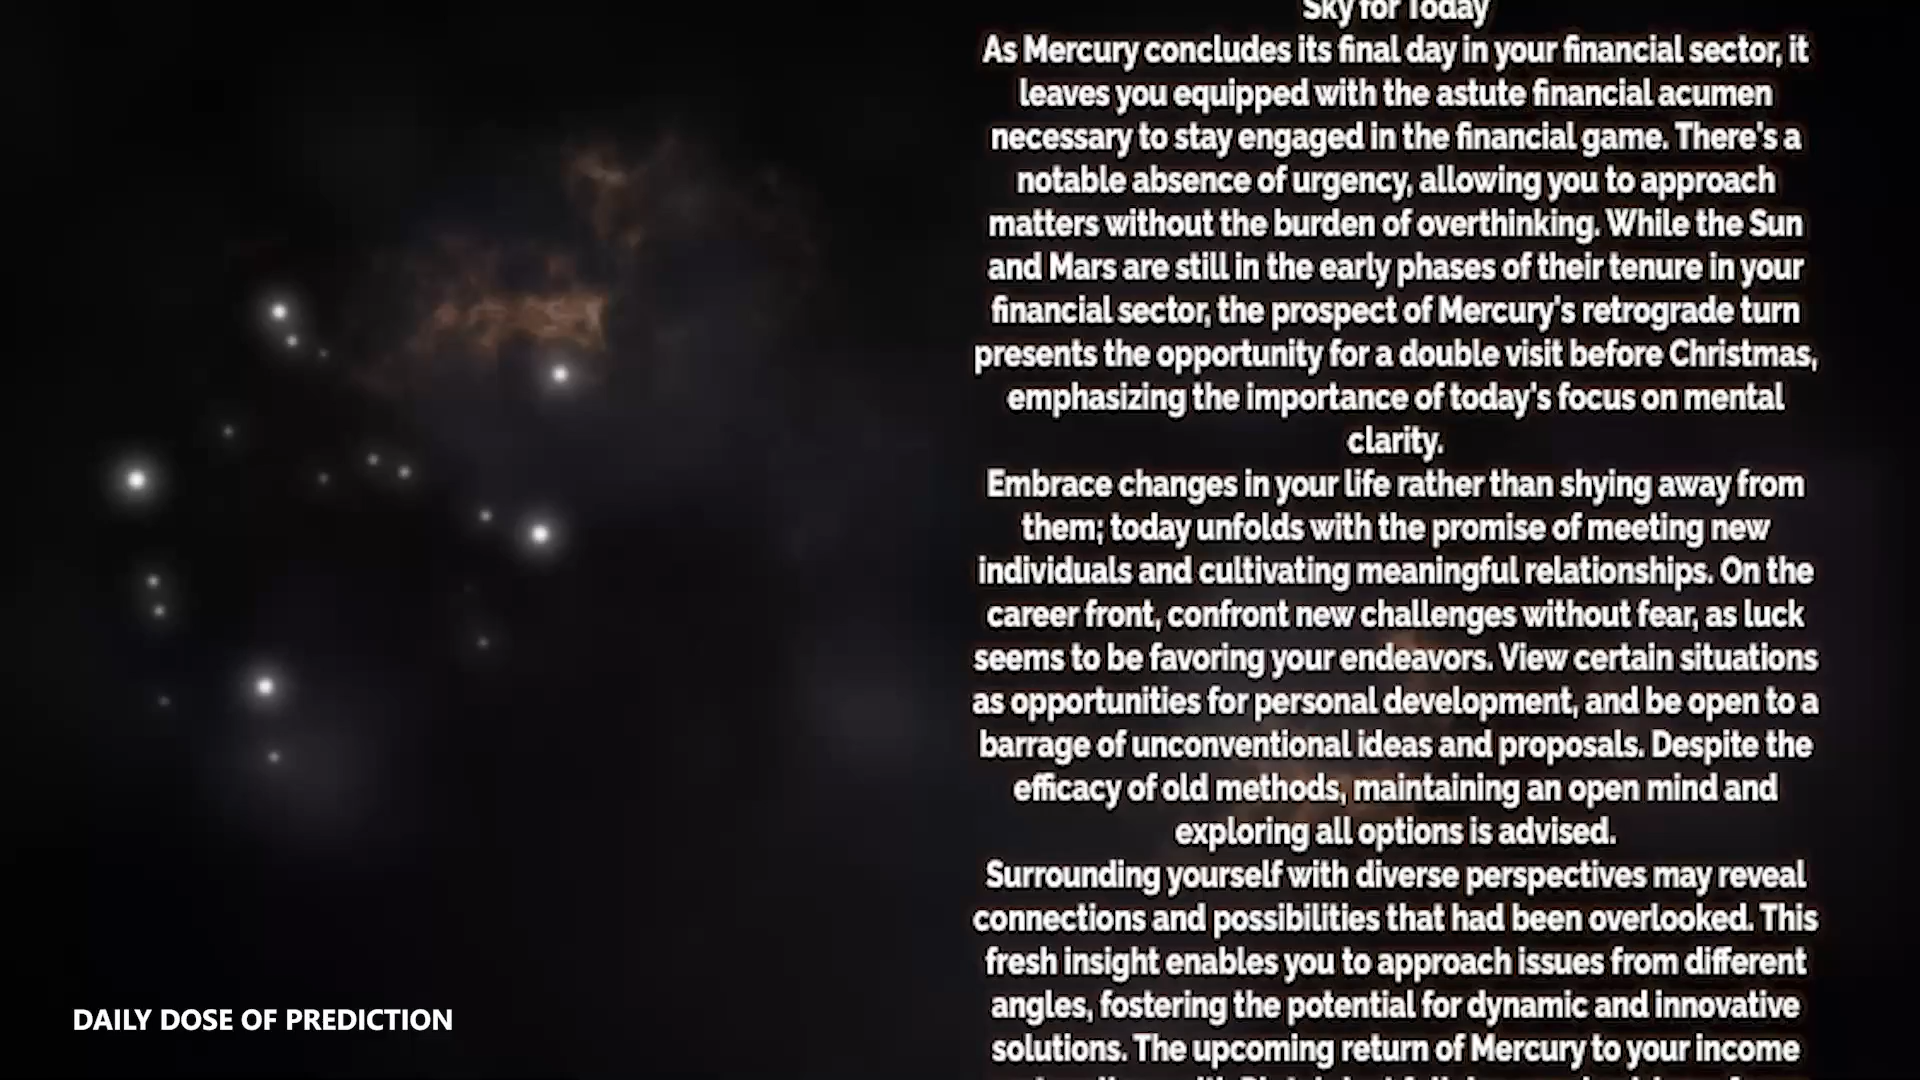 Sky for Today
As Mercury concludes its final day in your financial sector, it
leaves you equipped with the astute financial acumen
necessary to stay engaged in the financial game. There's a
notable absence of urgency, allowing you to approach
matters without the burden of overthinking. While the Sun
and Mars are still in the early phases of their tenure in your
financial sector, the prospect of Mercury's retrograde turn
presents the opportunity for a double visit before Christmas,
emphasizing the importance of today's focus on mental
clarity.
Embrace changes in your life rather than shying away from
them; today unfolds with the promise of meeting new
individuals and cultivating meaningful relationships. On the
career front, confront new challenges without fear, as luck
seems to be favoring your endeavors. View certain situations
as opportunities for personal development, and be open to a
barrage of unconventional ideas and proposals. Despite the
efficacy of old methods, maintaining an open mind and
exploring all options is advised.
Surrounding yourself with diverse perspectives may reveal
connections and possibilities that had been overlooked. This
fresh insight enables you to approach issues from different
angles, fostering the potential for dynamic and innovative
solutions. The upcoming return of Mercury to your income
DAILY DOSE OF PREDICTION